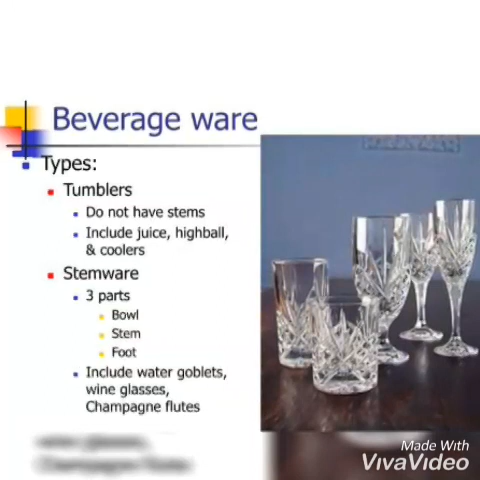 Beverage ware
Types:
Tumblers
Do not have stems
Include juice, highball,
& coolers
Stemware
3 parts
Bowl
Stem
Foot
Include water goblets,
wine glasses,
Champagne flutes
Made With
VivaVideo